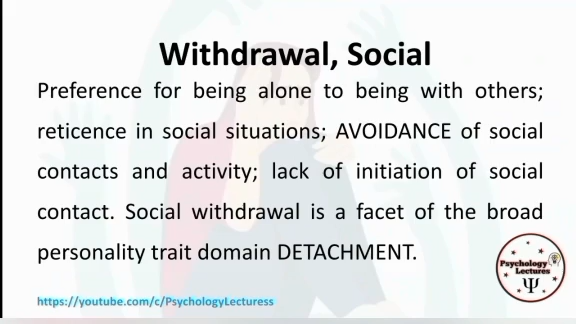 Withdrawal, Social
Preference for being alone to being with others;
reticence in social situations; AVOIDANCE of social
contacts and activity; lack of initiation of social
contact. Social withdrawal is a facet of the broad
personality trait domain DETACHMENT.
Psychology
Lectures
Ψ
https://youtube.com/c/PsychologyLecturess